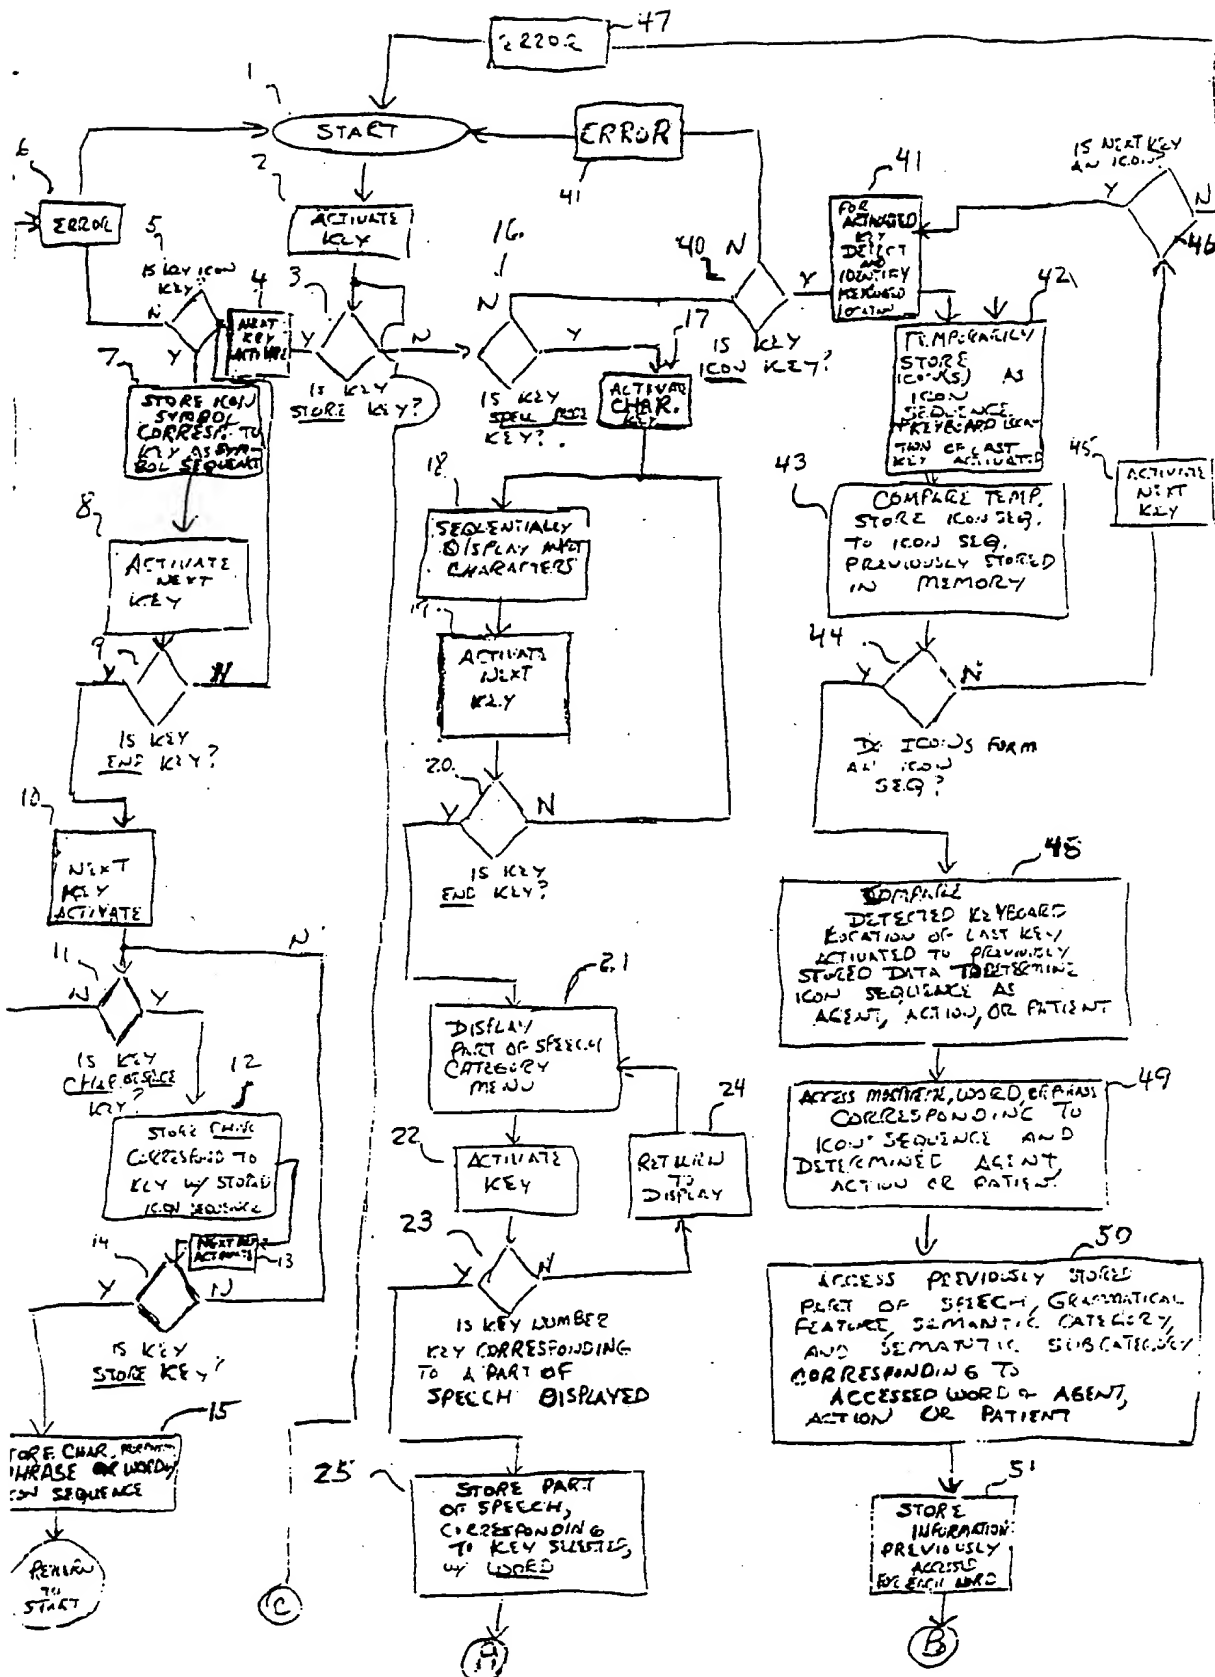 47
ERROR
1
START
ERROR
41
6
ERROR
2
ACTIVATE
KEY
IS NEXT KEY
AN ICON?
Y
N
46
41
FOR
ACTIVATED
KEY
DETECT
AND
IDENTIFY
KEYBOARD
LOCATION
5
IS KEY ICON
KEY?
N
Y
4
NEXT
KEY
ACTIVATE
3
Y
N
IS KEY
STORE KEY?
16
N
Y
IS KEY
SPELL MODE
KEY?
40
N
Y
IS KEY
ICON KEY?
17
ACTIVATE
CHAR.
KEY
42
TEMPORARILY
STORE
ICON(S) AS
ICON
SEQUENCE
KEYBOARD LOCA-
TION OF LAST
KEY ACTIVATED
7
STORE ICON
SYMBOL
CORRESP. TO
KEY AS SYM-
BOL SEQUENCE
45
ACTIVATE
NEXT
KEY
43
COMPARE TEMP.
STORE ICON SEQ.
TO ICON SEQ.
PREVIOUSLY STORED
IN MEMORY
18
SEQUENTIALLY
DISPLAY NEXT
CHARACTERS
8
ACTIVATE
NEXT
KEY
19
ACTIVATE
NEXT
KEY
44
Y
N
DO ICONS FORM
AN ICON
SEQ?
9
Y
N
IS KEY
END KEY?
20
Y
N
IS KEY
END KEY?
10
NEXT
KEY
ACTIVATE
48
COMPARE
DETECTED KEYBOARD
LOCATION OF LAST KEY
ACTIVATED TO PREVIOUSLY
STORED DATA TO DETERMINE
ICON SEQUENCE AS
AGENT, ACTION, OR PATIENT
11
N
N
Y
IS KEY
CHAR. OR SPACE
KEY?
21
DISPLAY
PART OF SPEECH
CATEGORY
MENU
12
STORE CHAR.
CORRESPOND TO
KEY W/ STORED
ICON SEQUENCE
49
ACCESS MORPHEME, WORD, OR PHRASE
CORRESPONDING TO
ICON SEQUENCE AND
DETERMINED AGENT,
ACTION OR PATIENT
22
ACTIVATE
KEY
24
RETURN
TO
DISPLAY
13
NEXT KEY
ACTIVATE
14
Y
N
IS KEY
STORE KEY?
23
Y
N
IS KEY NUMBER
KEY CORRESPONDING
TO A PART OF
SPEECH DISPLAYED
50
ACCESS PREVIOUSLY STORED
PART OF SPEECH, GRAMMATICAL
FEATURE, SEMANTIC CATEGORY,
AND SEMANTIC SUBCATEGORY
CORRESPONDING TO
ACCESSED WORD & AGENT,
ACTION OR PATIENT
15
TORE CHAR.
HRASE OR WORD W/
CON SEQUENCE
25
STORE PART
OF SPEECH,
CORRESPONDING
TO KEY SELECTED,
W/ WORD
51
STORE
INFORMATION
PREVIOUSLY
ACCESSED
FOR EACH WORD
RETURN
TO
START
C
A
B